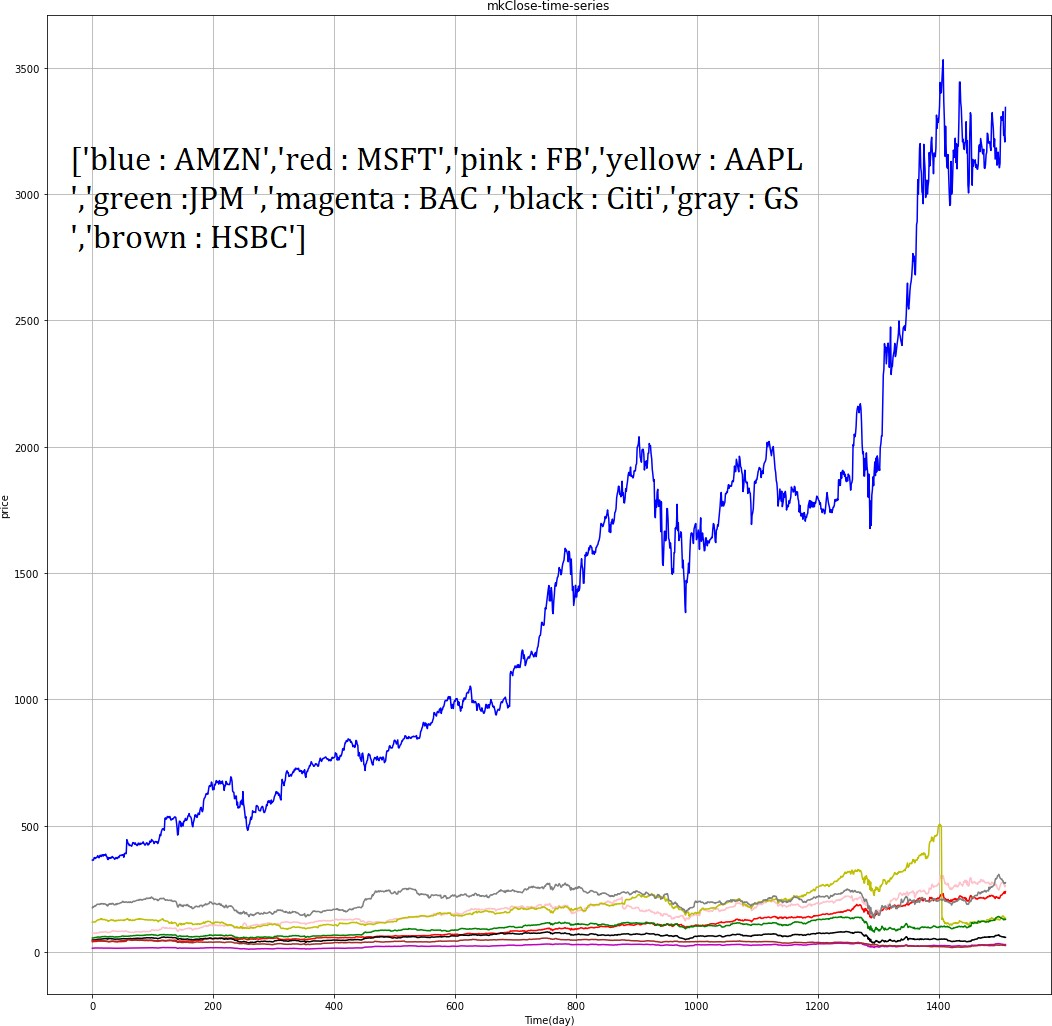 mkClose-time-series
3500
['blue : AMZN','red : MSFT','pink : FB','yellow : AAPL
','green :JPM ','magenta : BAC ','black : Citi','gray : GS
','brown : HSBC']
3000
2500
2000
1500
1000
500
0
price
0 200 400 600 800 1000 1200 1400
Time(day)